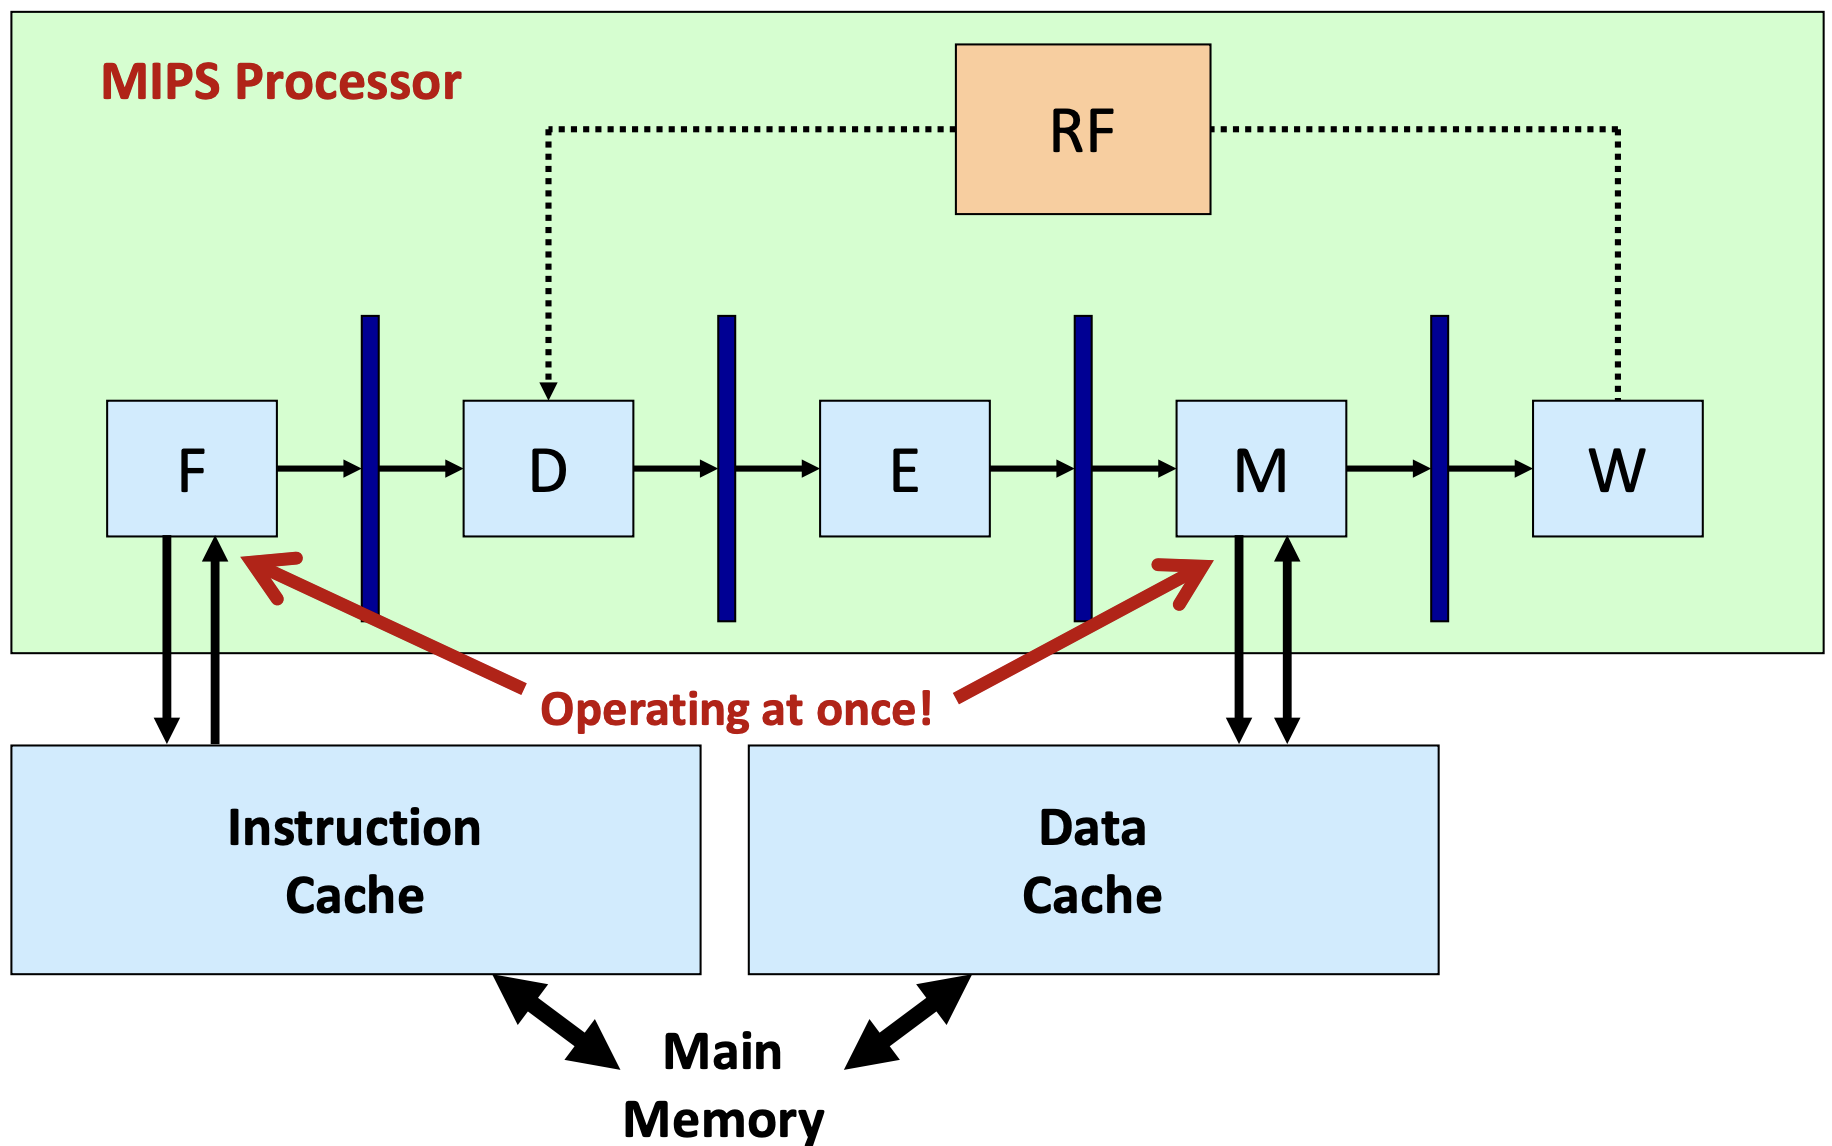 MIPS Processor
RF
F
D
E
M
W
Operating at once!
Instruction
Cache
Data
Cache
Main
Memory